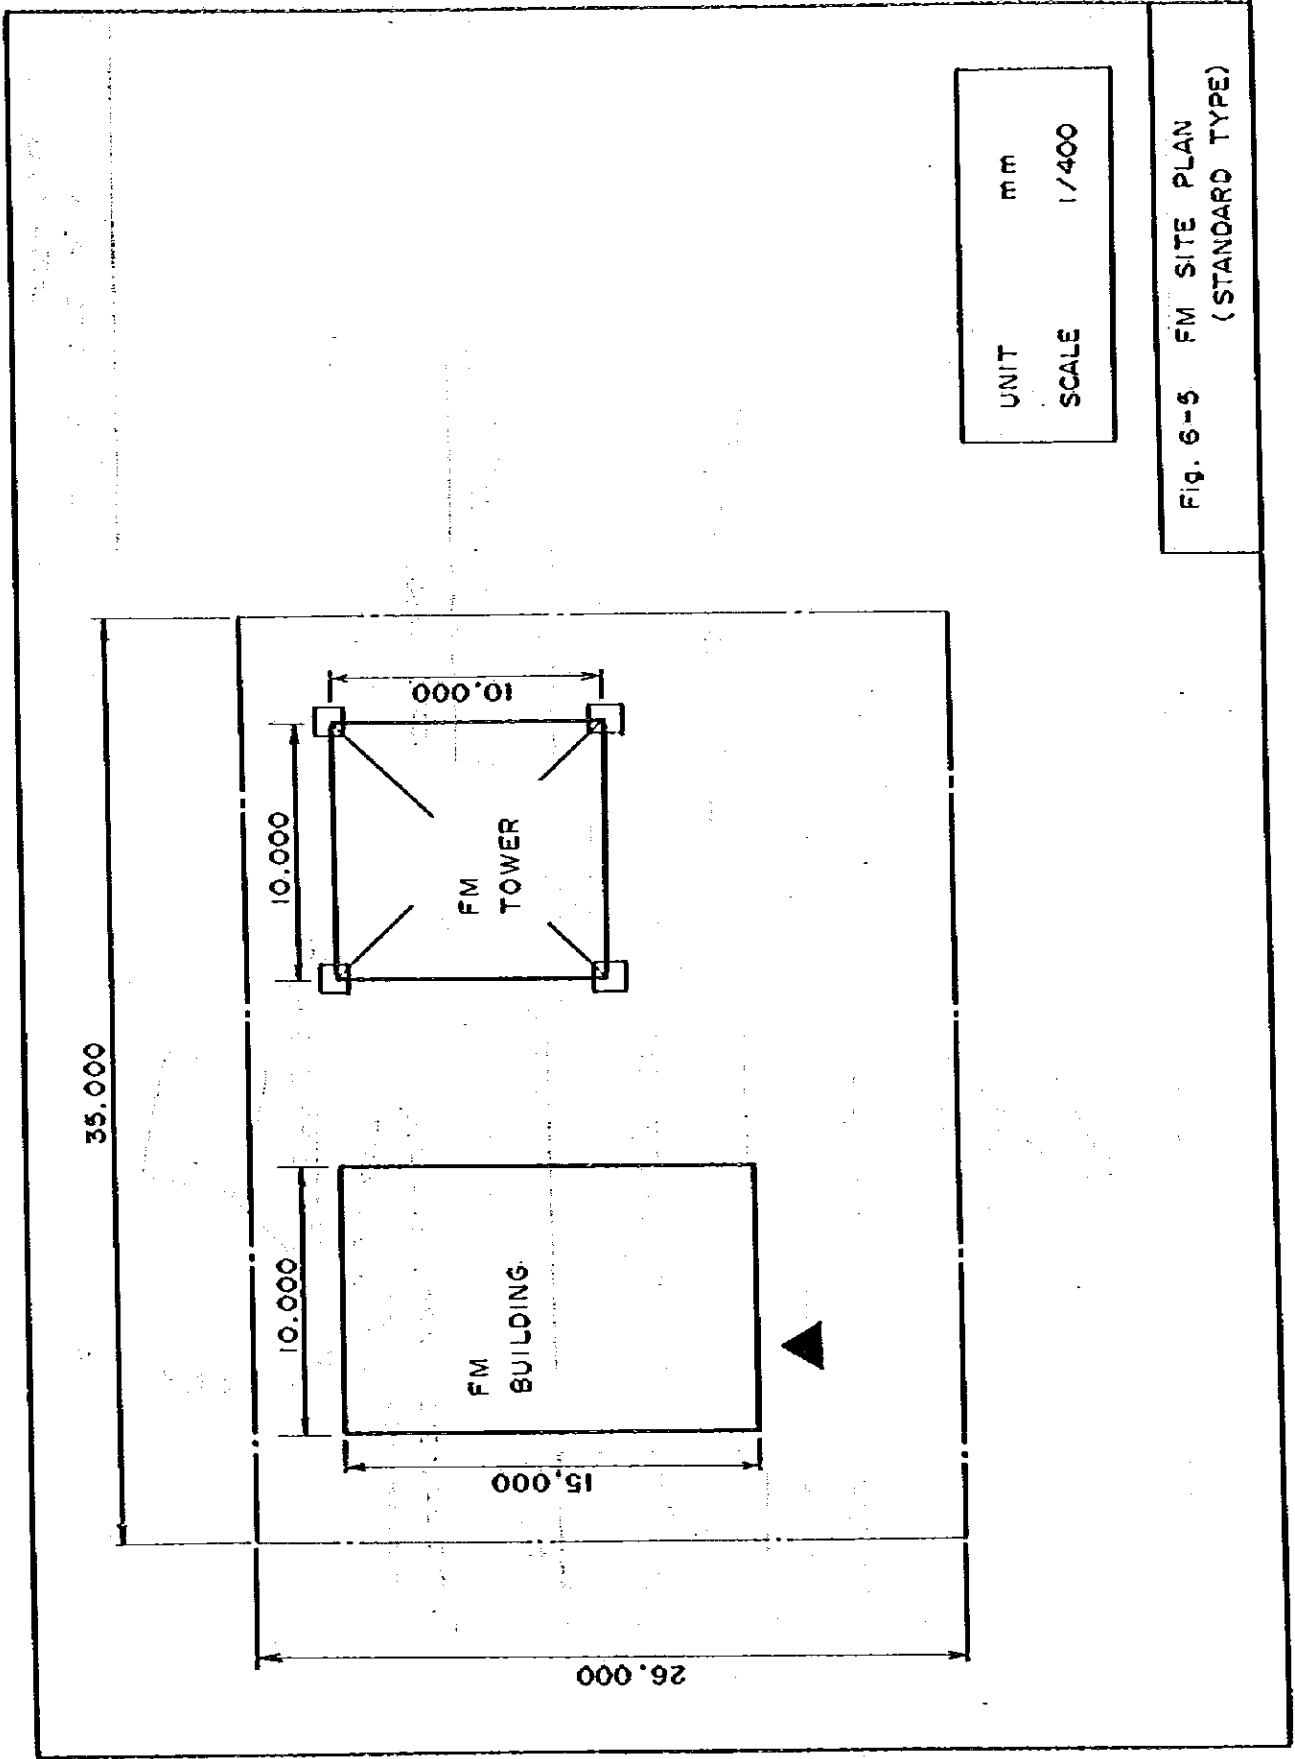 35.000
10.000
10.000
10.000
FM
TOWER
FM
BUILDING
15,000
26.000
UNIT mm
SCALE 1/400
Fig. 6-5 FM SITE PLAN
(STANDARD TYPE)